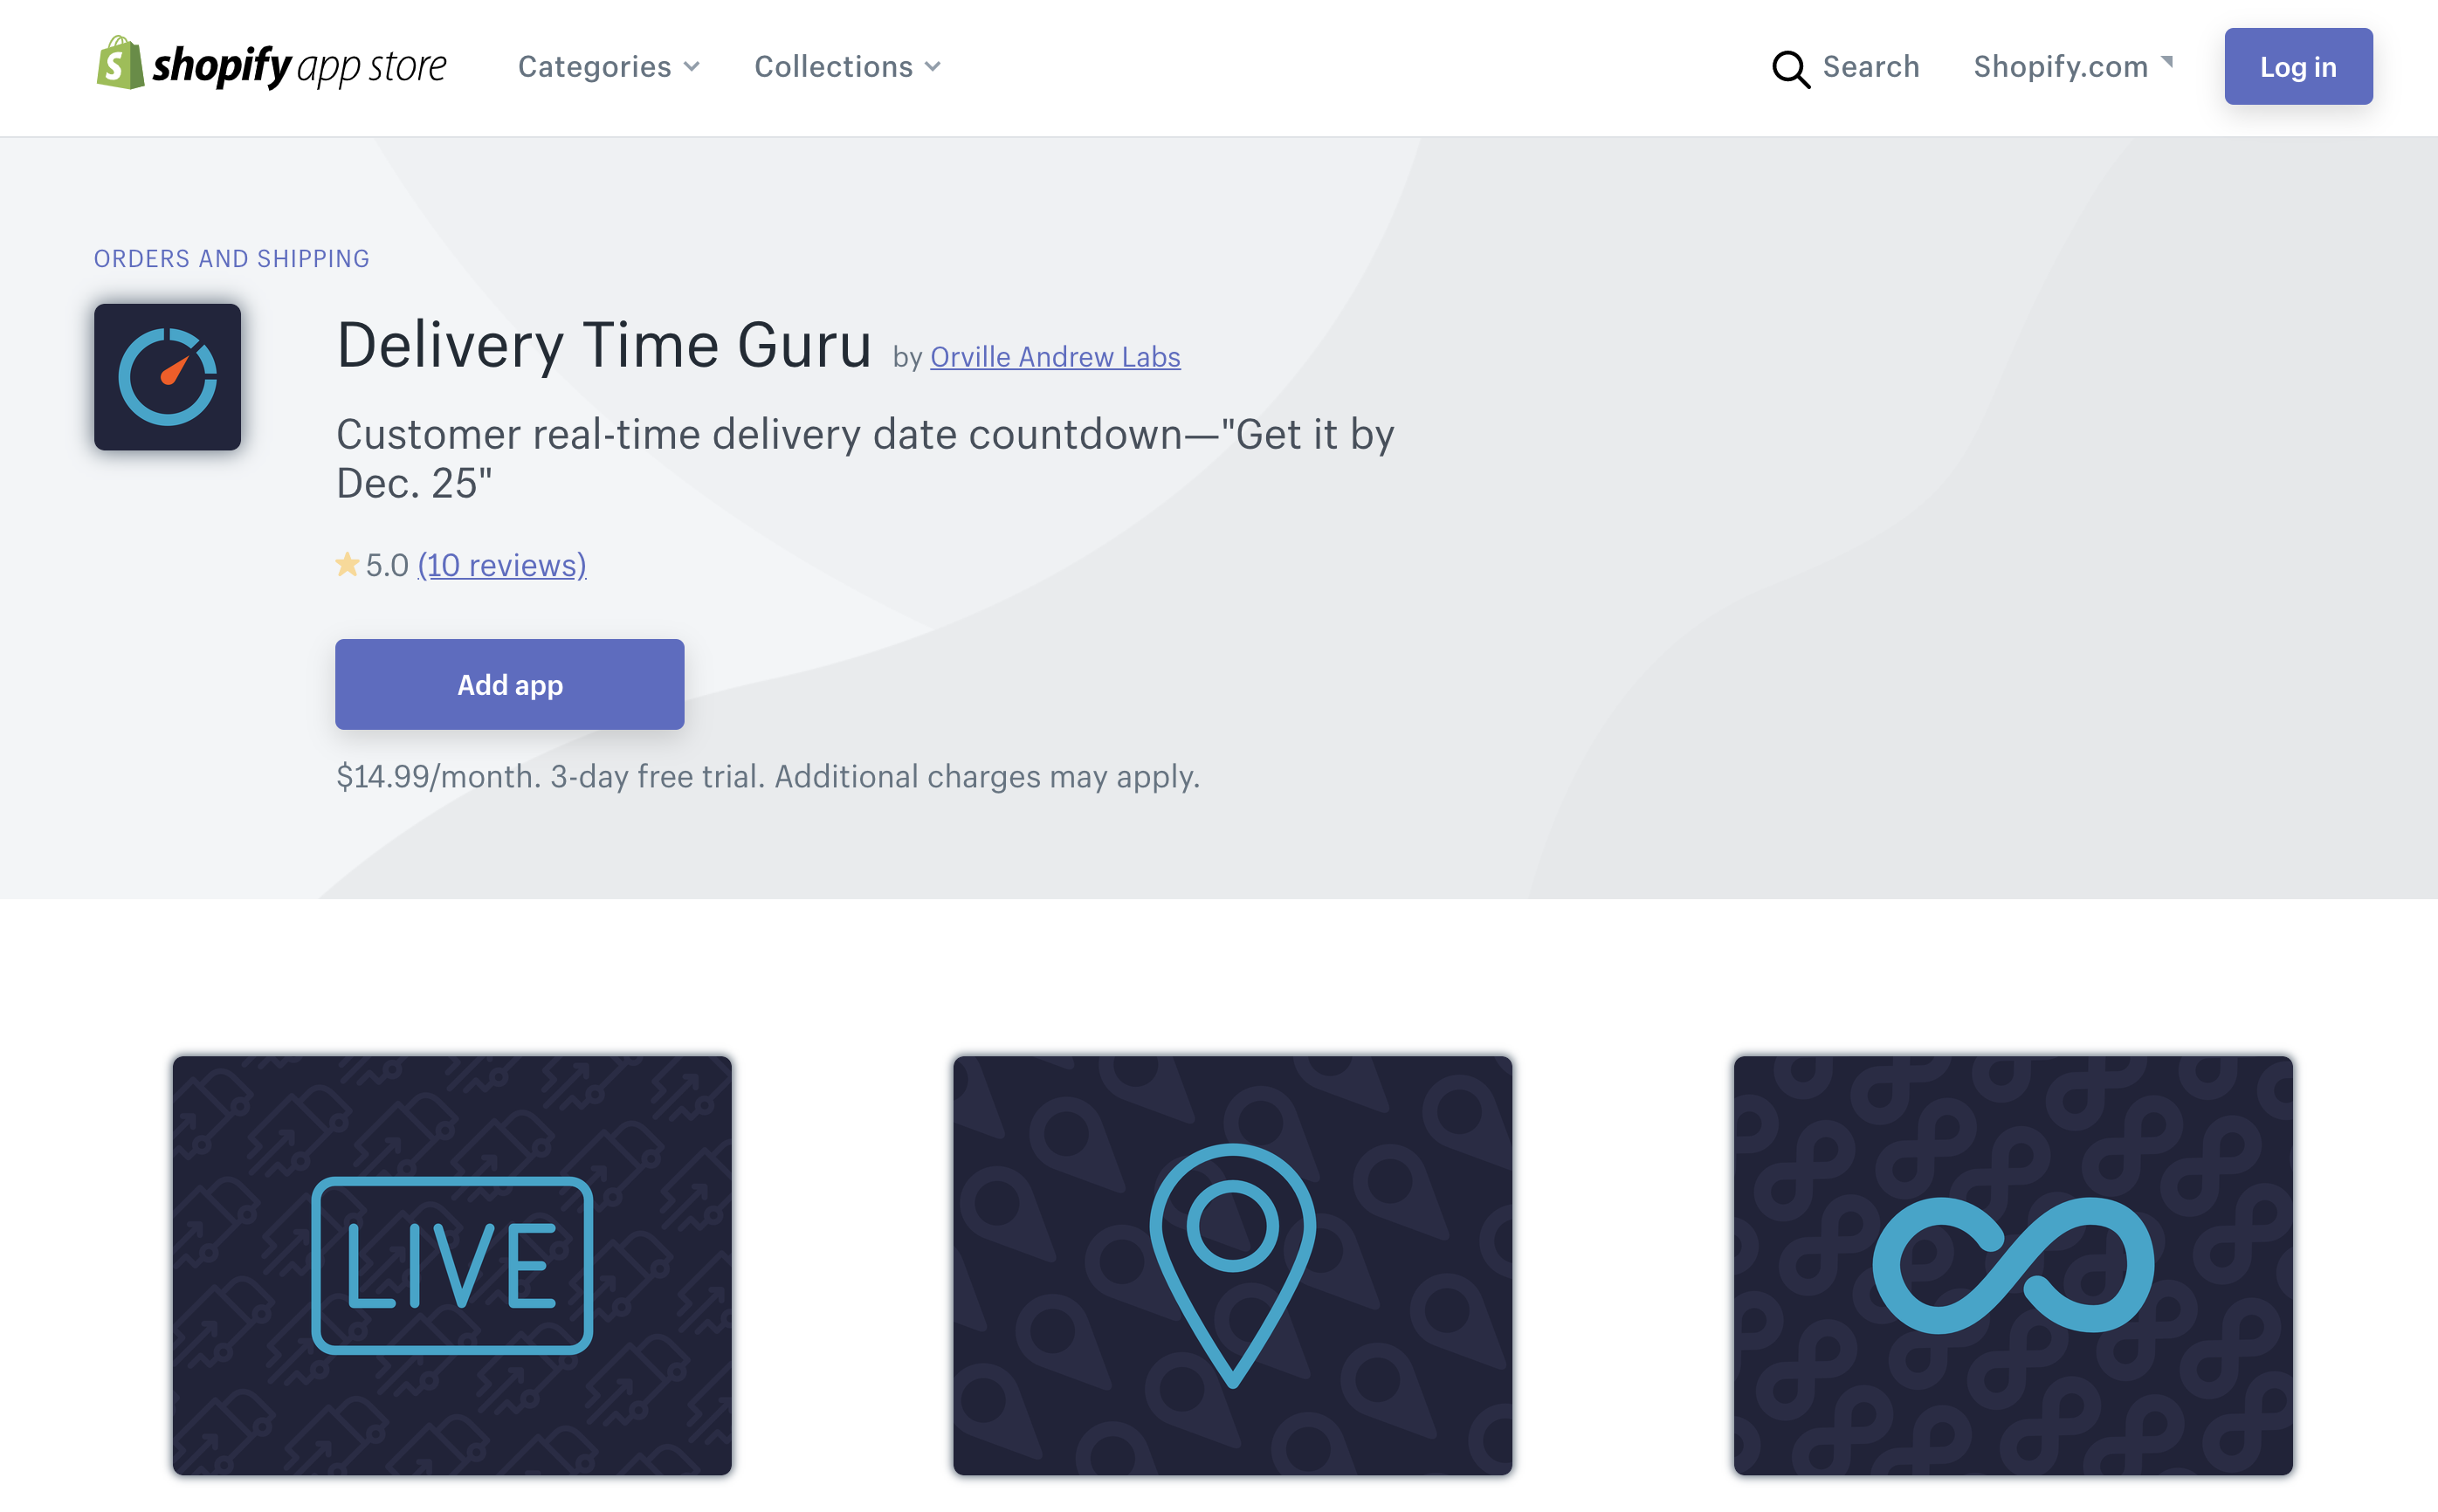 shopify app store
Categories
Collections
Search
Shopify.com
Log in
ORDERS AND SHIPPING
Delivery Time Guru by Orville Andrew Labs
Customer real-time delivery date countdown—"Get it by
Dec. 25"
5.0 (10 reviews)
Add app
$14.99/month. 3-day free trial. Additional charges may apply.
LIVE